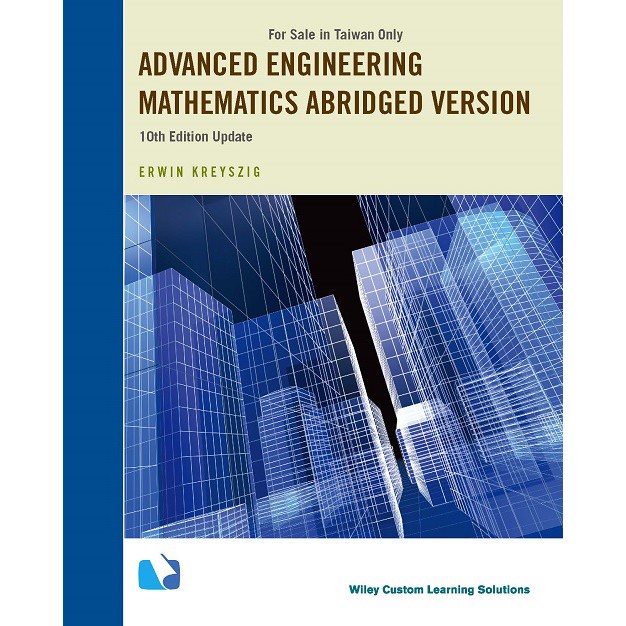 For Sale in Taiwan Only
ADVANCED ENGINEERING
MATHEMATICS ABRIDGED VERSION
10th Edition Update
ERWIN KREYSZIG
Wiley Custom Learning Solutions